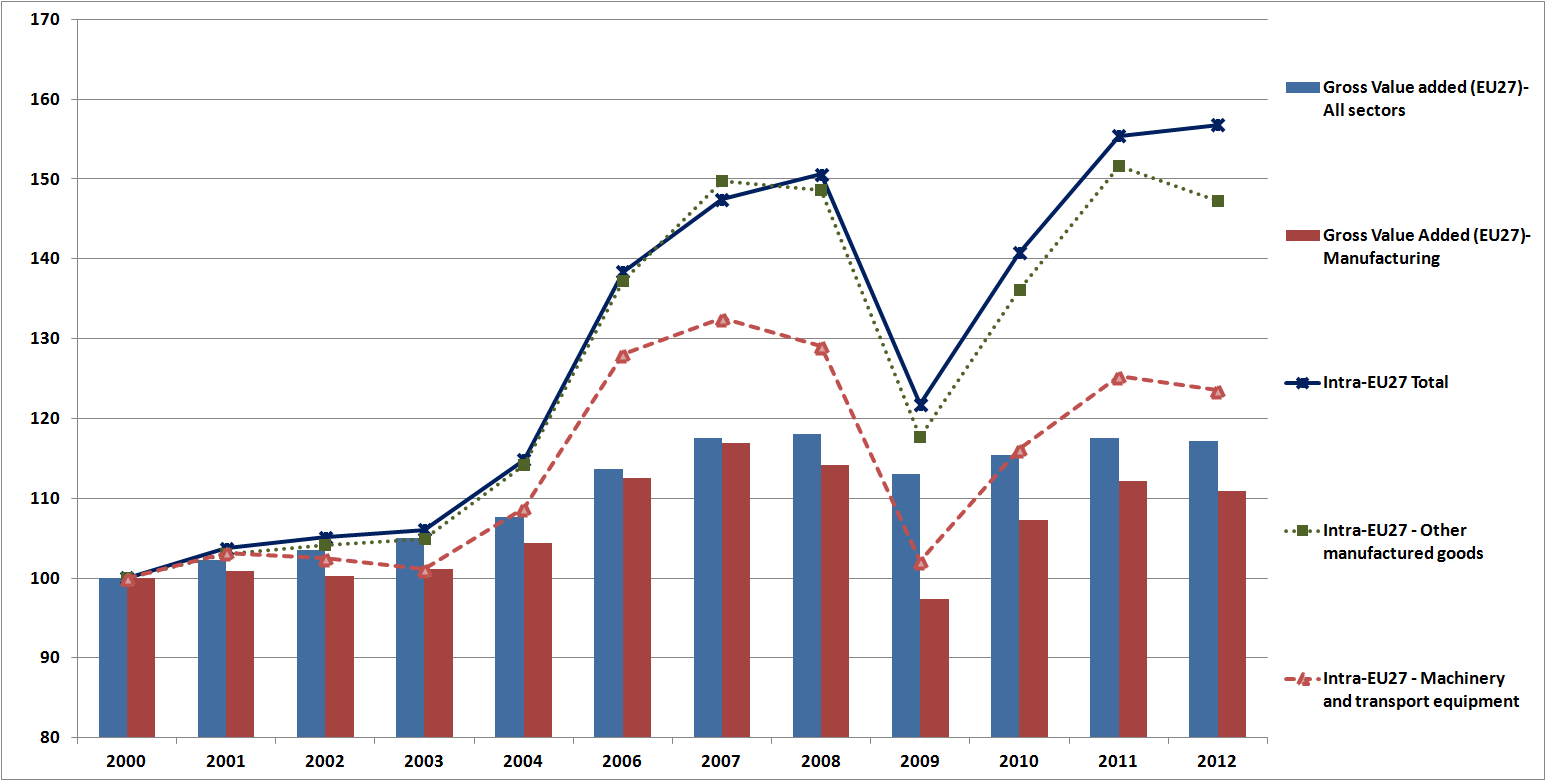 170
160
150
140
130
120
110
100
90
80
2000 2001 2002 2003 2004 2006 2007 2008 2009 2010 2011 2012
Gross Value added (EU27)-
All sectors
Gross Value Added (EU27)-
Manufacturing
Intra-EU27 Total
Intra-EU27 - Other
manufactured goods
Intra-EU27 - Machinery
and transport equipment